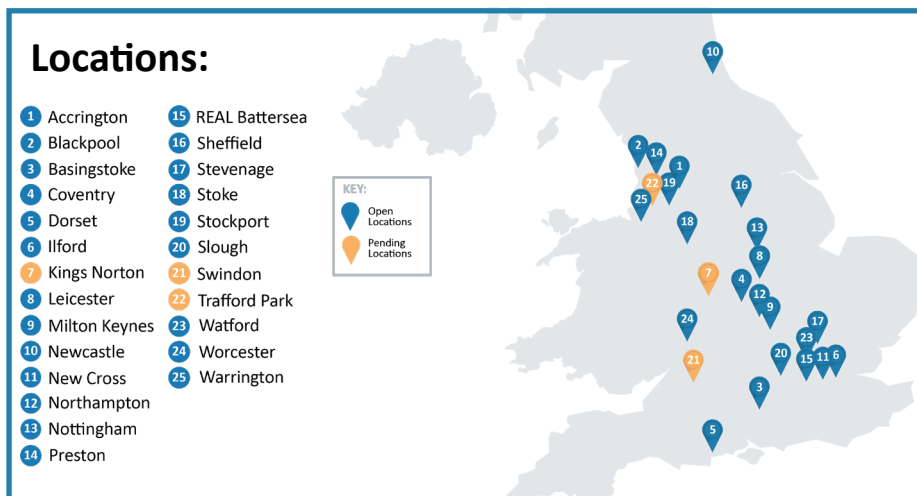 Locations:
1 Accrington
2 Blackpool
3 Basingstoke
4 Coventry
5 Dorset
6 Ilford
7 Kings Norton
8 Leicester
9 Milton Keynes
10 Newcastle
11 New Cross
12 Northampton
13 Nottingham
14 Preston
15 REAL Battersea
16 Sheffield
17 Stevenage
18 Stoke
19 Stockport
20 Slough
21 Swindon
22 Trafford Park
23 Watford
24 Worcester
25 Warrington
KEY:
Open
Locations
Pending
Locations
10
2
14
1
22
19
16
25
18
13
8
7
4
12
9
24
17
23
21
20
15
11
6
3
5